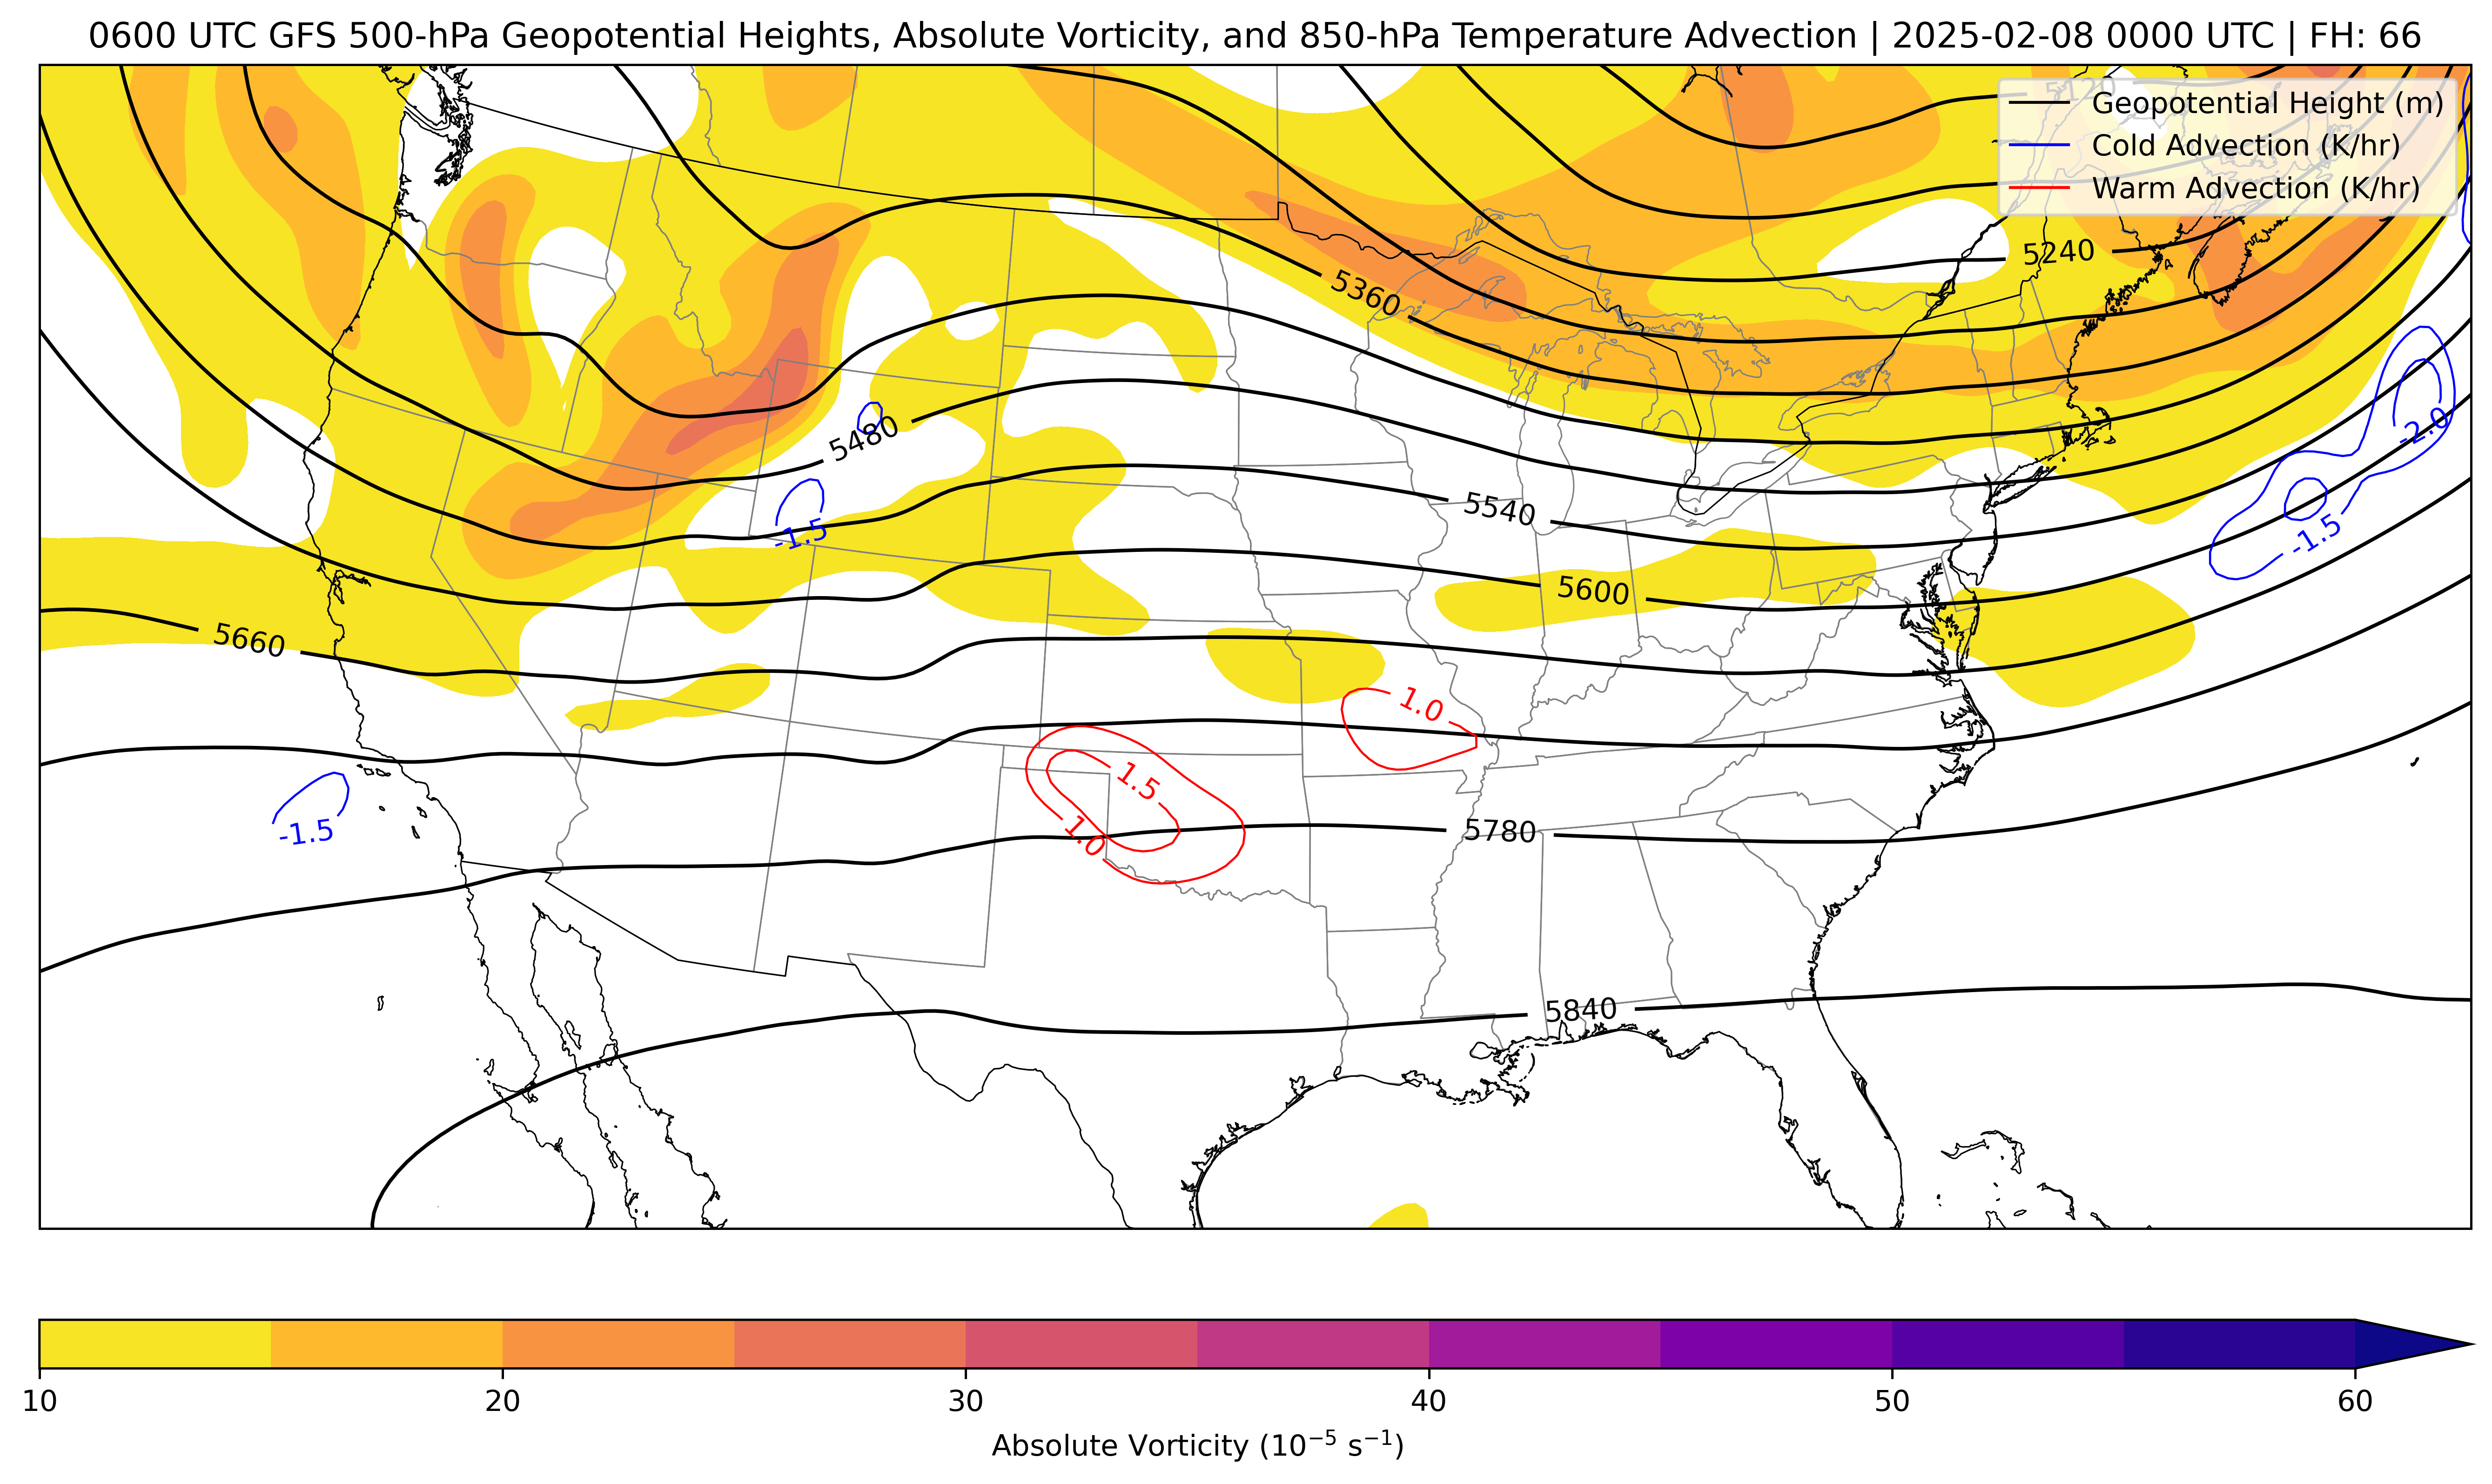 0600 UTC GFS 500-hPa Geopotential Heights, Absolute Vorticity, and 850-hPa Temperature Advection | 2025-02-08 0000 UTC | FH: 66
5120
Geopotential Height (m)
Cold Advection (K/hr)
Warm Advection (K/hr)
5240
5360
-2.0
5480
5540
-1.5
-1.5
5600
5660
1.0
1.5
-1.5
1.0
5780
5840
10 20 30 40 50 60
Absolute Vorticity (10⁻⁵ s⁻¹)